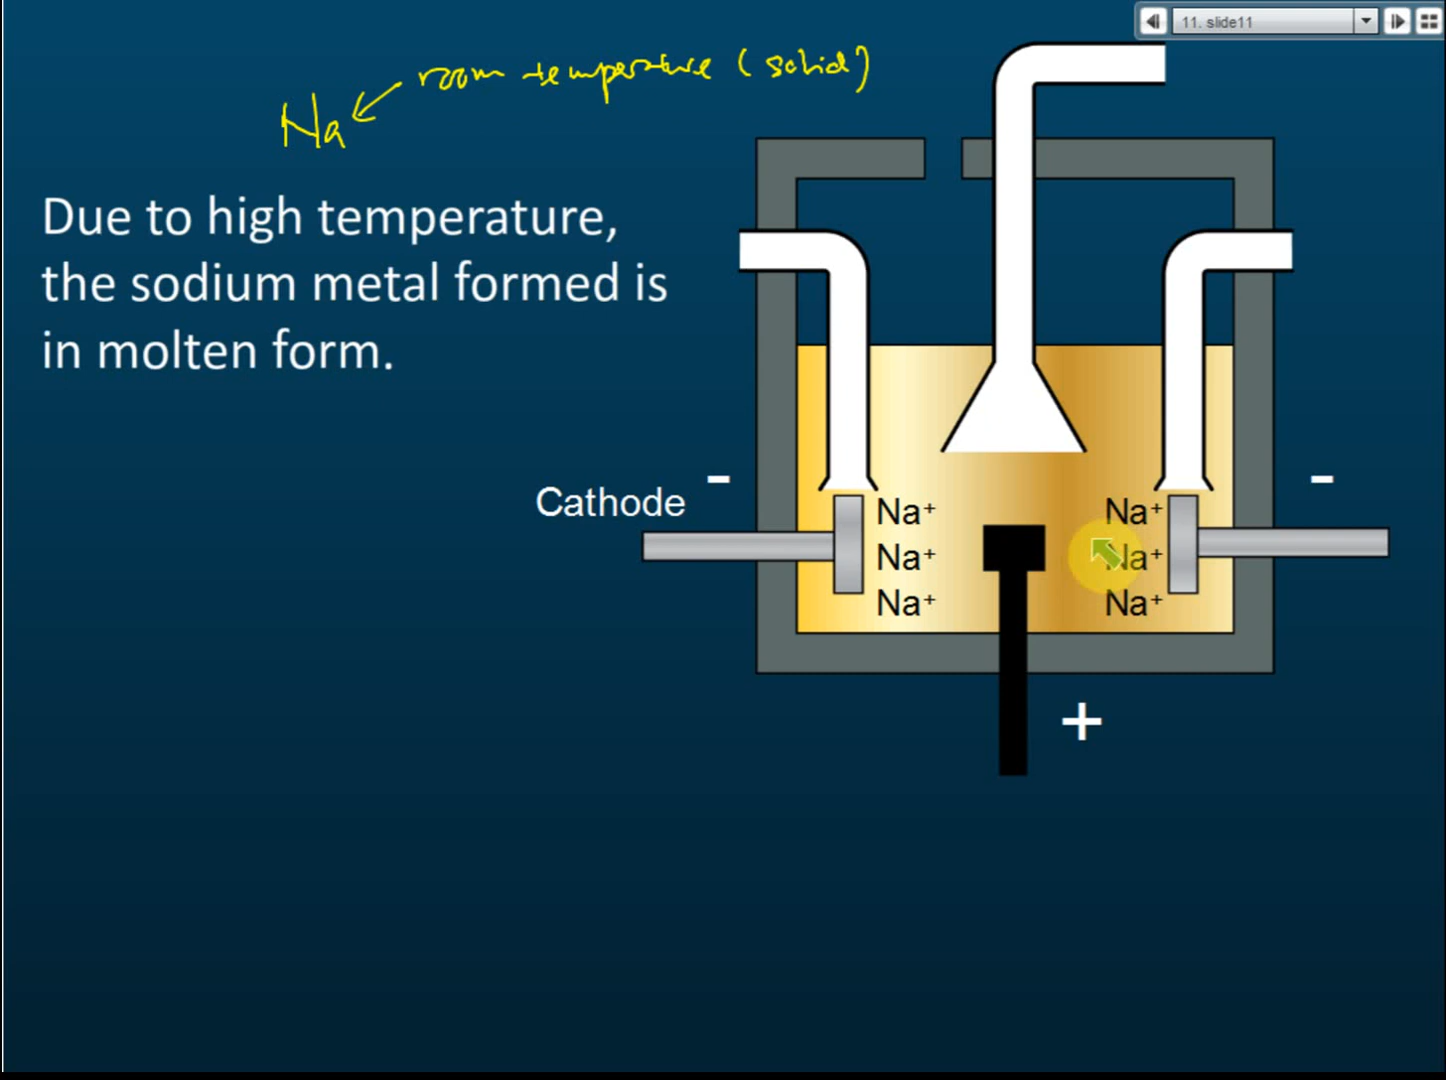 11. slide11
room temperature (solid)
Na
Due to high temperature,
the sodium metal formed is
in molten form.
- -
Cathode
Na⁺ Na⁺
Na⁺ Na⁺
Na⁺ Na⁺
+